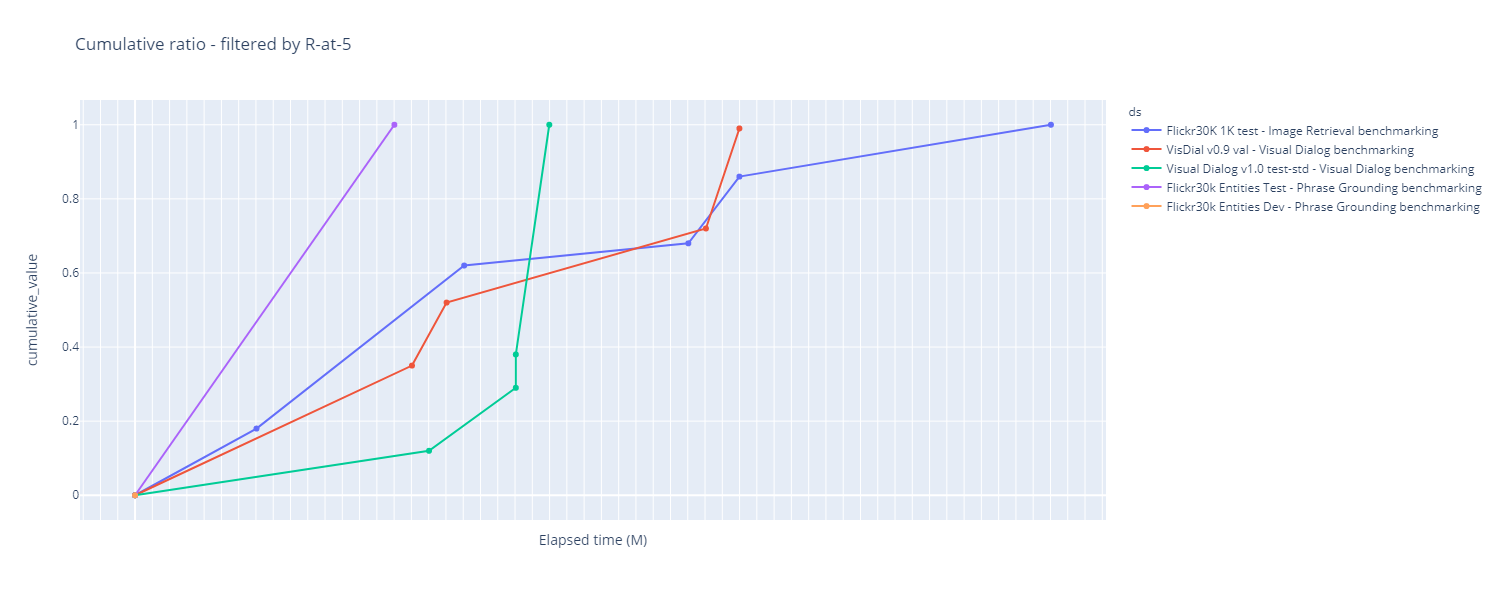 Cumulative ratio - filtered by R-at-5
ds
Flickr30K 1K test - Image Retrieval benchmarking
VisDial v0.9 val - Visual Dialog benchmarking
Visual Dialog v1.0 test-std - Visual Dialog benchmarking
Flickr30k Entities Test - Phrase Grounding benchmarking
Flickr30k Entities Dev - Phrase Grounding benchmarking
cumulative_value
1
0.8
0.6
0.4
0.2
0
Elapsed time (M)